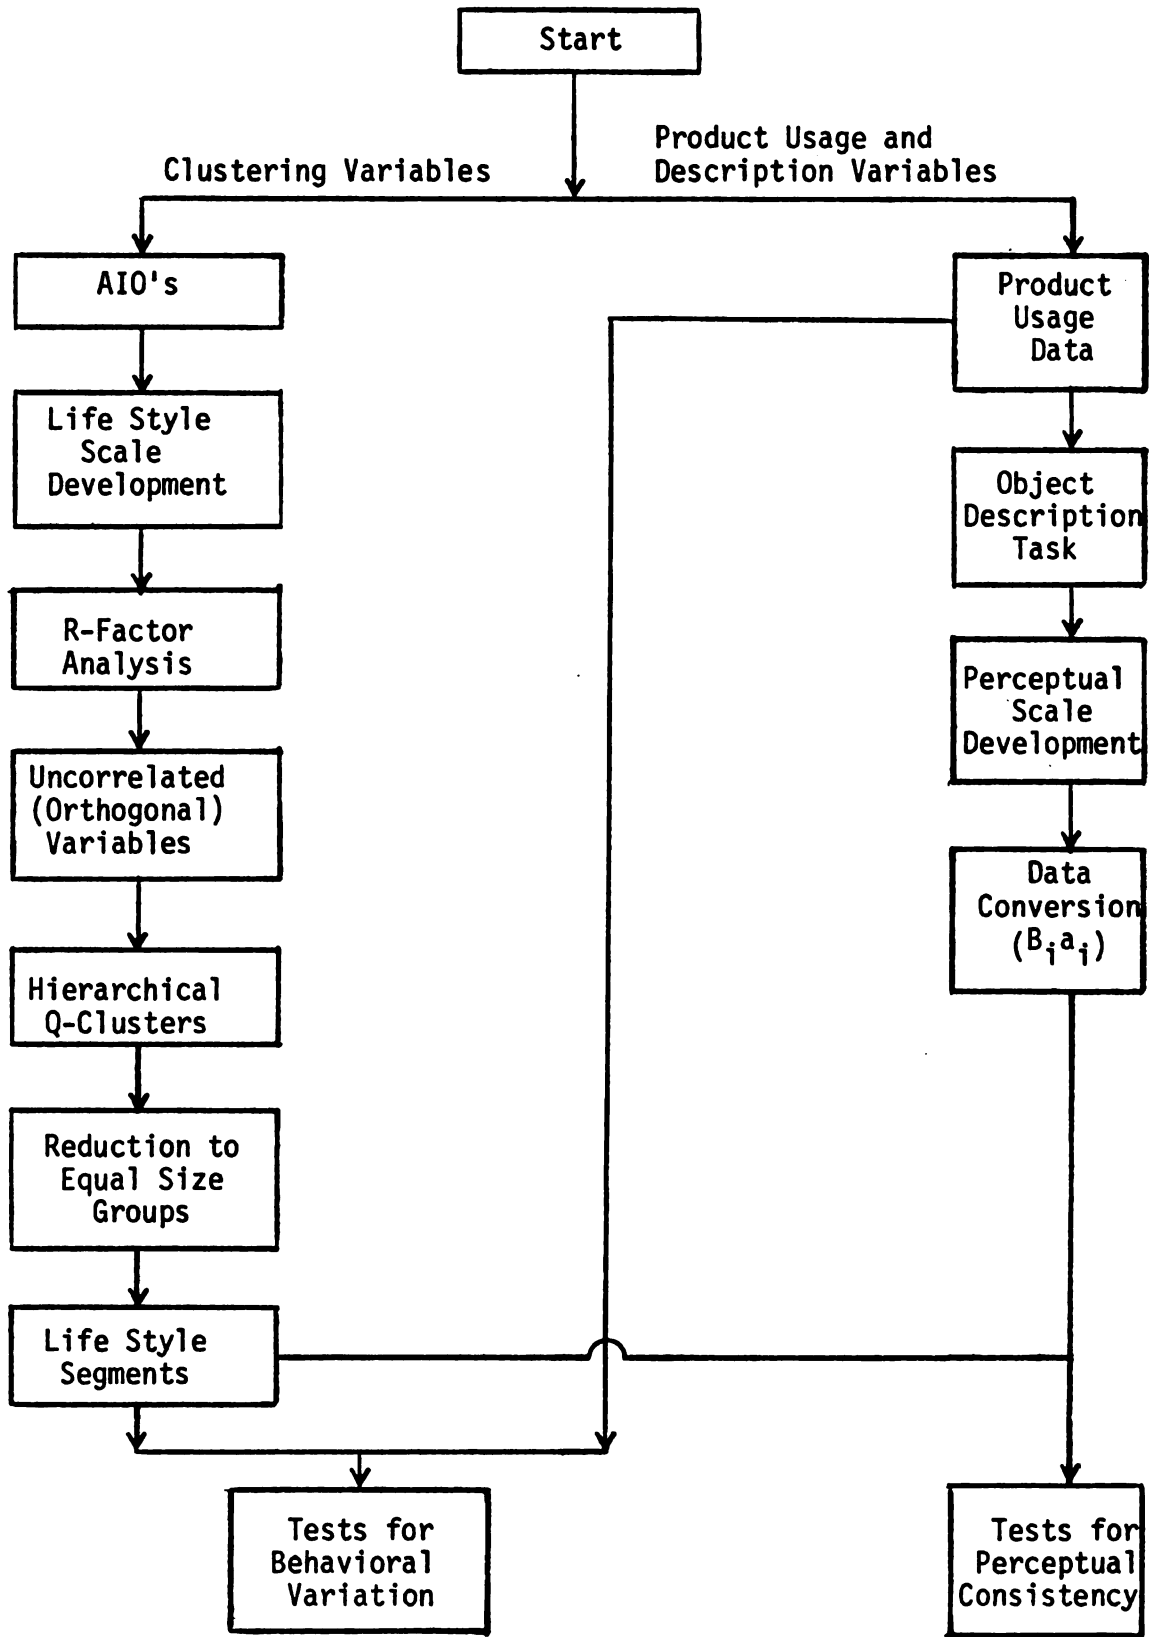 Start
Clustering Variables
Product Usage and
Description Variables
AIO's
Life Style
Scale
Development
R-Factor
Analysis
Uncorrelated
(Orthogonal)
Variables
Hierarchical
Q-Clusters
Reduction to
Equal Size
Groups
Life Style
Segments
Tests for
Behavioral
Variation
Product
Usage
Data
Object
Description
Task
Perceptual
Scale
Development
Data
Conversion
(Biai)
Tests for
Perceptual
Consistency